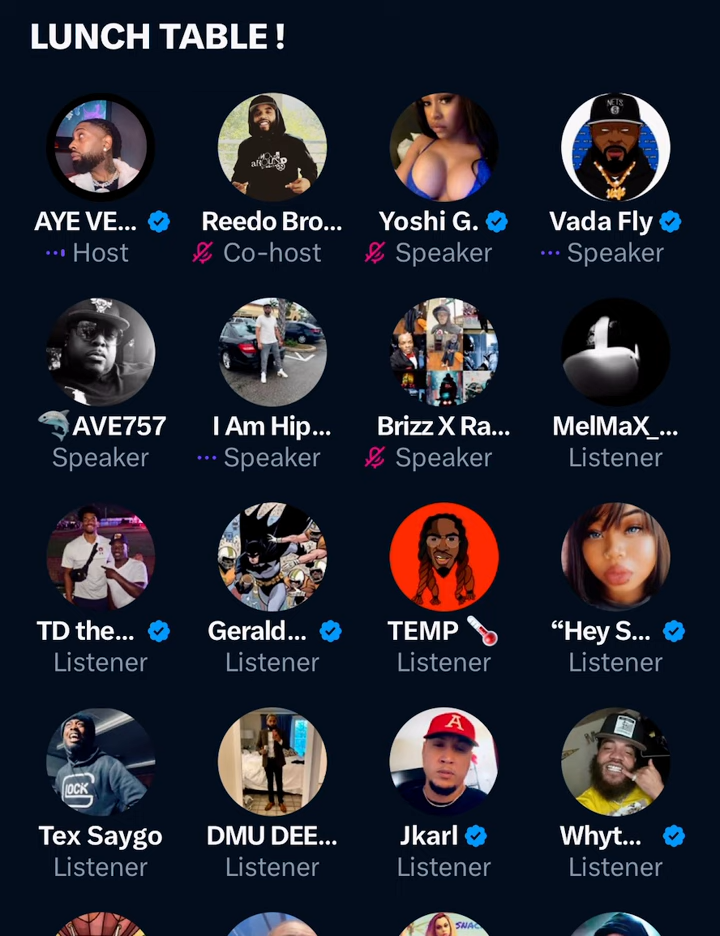 LUNCH TABLE !
AYE VE... Reedo Bro... Yoshi G. Vada Fly
Host Co-host Speaker Speaker
AVE757 I Am Hip... Brizz X Ra... MelMaX_...
Speaker Speaker Speaker Listener
TD the... Gerald... TEMP “Hey S...
Listener Listener Listener Listener
LOCK A
Tex Saygo DMU DEE... Jkarl Whyt...
Listener Listener Listener Listener